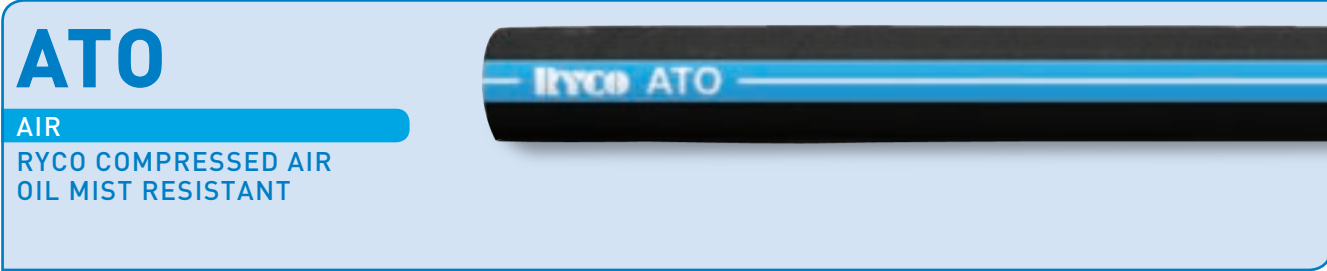 ATO
AIR
RYCO COMPRESSED AIR
OIL MIST RESISTANT
RYCO ATO